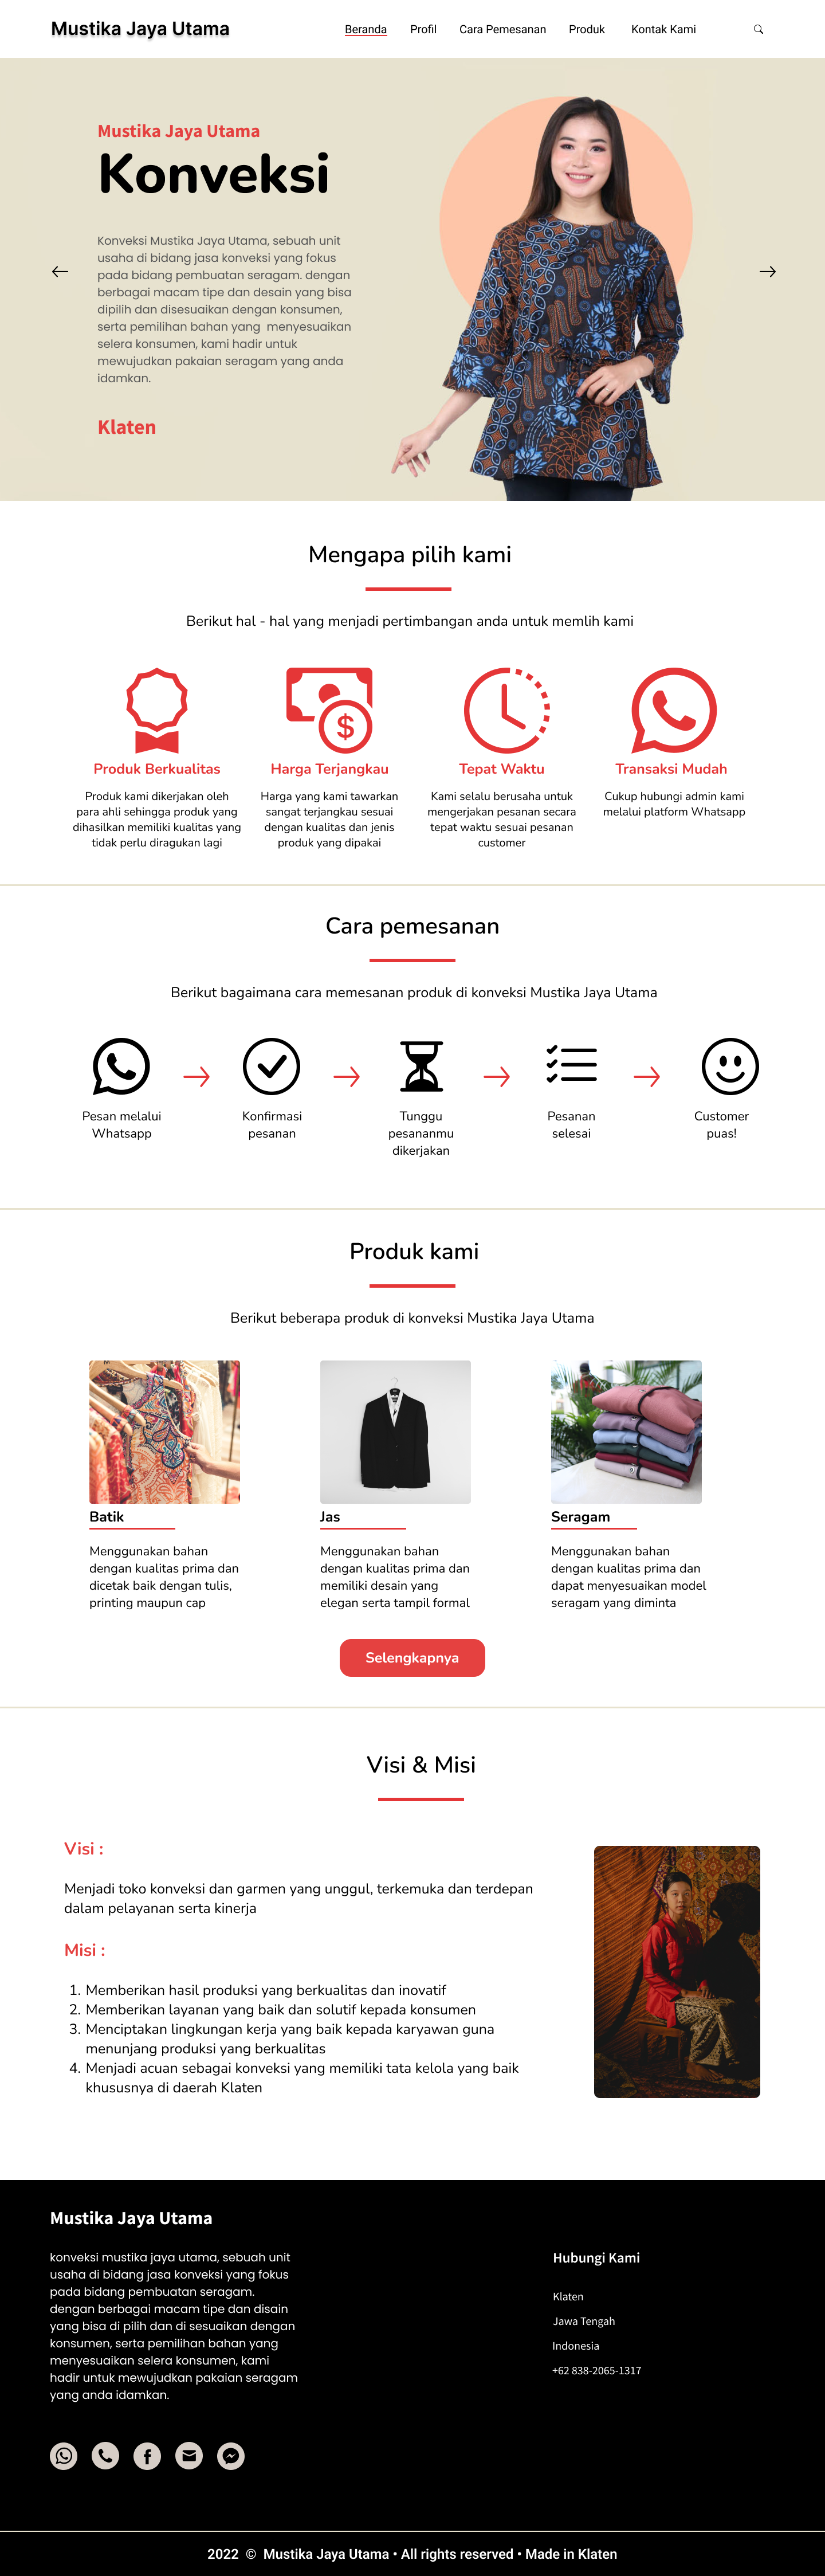 Mustika Jaya Utama
Beranda
Profil
Cara Pemesanan
Produk
Kontak Kami
Mustika Jaya Utama
Konveksi
Konveksi Mustika Jaya Utama, sebuah unit
usaha di bidang jasa konveksi yang fokus
pada bidang pembuatan seragam. dengan
berbagai macam tipe dan desain yang bisa
dipilih dan disesuaikan dengan konsumen,
serta pemilihan bahan yang menyesuaikan
selera konsumen, kami hadir untuk
mewujudkan pakaian seragam yang anda
idamkan.
Klaten
Mengapa pilih kami
Berikut hal - hal yang menjadi pertimbangan anda untuk memlih kami
Produk Berkualitas
Produk kami dikerjakan oleh
para ahli sehingga produk yang
dihasilkan memiliki kualitas yang
tidak perlu diragukan lagi
$
Harga Terjangkau
Harga yang kami tawarkan
sangat terjangkau sesuai
dengan kualitas dan jenis
produk yang dipakai
Tepat Waktu
Kami selalu berusaha untuk
mengerjakan pesanan secara
tepat waktu sesuai pesanan
customer
Transaksi Mudah
Cukup hubungi admin kami
melalui platform Whatsapp
Cara pemesanan
Berikut bagaimana cara memesanan produk di konveksi Mustika Jaya Utama
Pesan melalui
Whatsapp
Konfirmasi
pesanan
Tunggu
pesananmu
dikerjakan
Pesanan
selesai
Customer
puas!
Produk kami
Berikut beberapa produk di konveksi Mustika Jaya Utama
Batik
Menggunakan bahan
dengan kualitas prima dan
dicetak baik dengan tulis,
printing maupun cap
Jas
Menggunakan bahan
dengan kualitas prima dan
memiliki desain yang
elegan serta tampil formal
Seragam
Menggunakan bahan
dengan kualitas prima dan
dapat menyesuaikan model
seragam yang diminta
Selengkapnya
Visi & Misi
Visi :
Menjadi toko konveksi dan garmen yang unggul, terkemuka dan terdepan
dalam pelayanan serta kinerja
Misi :
1. Memberikan hasil produksi yang berkualitas dan inovatif
2. Memberikan layanan yang baik dan solutif kepada konsumen
3. Menciptakan lingkungan kerja yang baik kepada karyawan guna
menunjang produksi yang berkualitas
4. Menjadi acuan sebagai konveksi yang memiliki tata kelola yang baik
khususnya di daerah Klaten
Mustika Jaya Utama
konveksi mustika jaya utama, sebuah unit
usaha di bidang jasa konveksi yang fokus
pada bidang pembuatan seragam.
dengan berbagai macam tipe dan disain
yang bisa di pilih dan di sesuaikan dengan
konsumen, serta pemilihan bahan yang
menyesuaikan selera konsumen, kami
hadir untuk mewujudkan pakaian seragam
yang anda idamkan.
Hubungi Kami
Klaten
Jawa Tengah
Indonesia
+62 838-2065-1317
2022 © Mustika Jaya Utama • All rights reserved • Made in Klaten